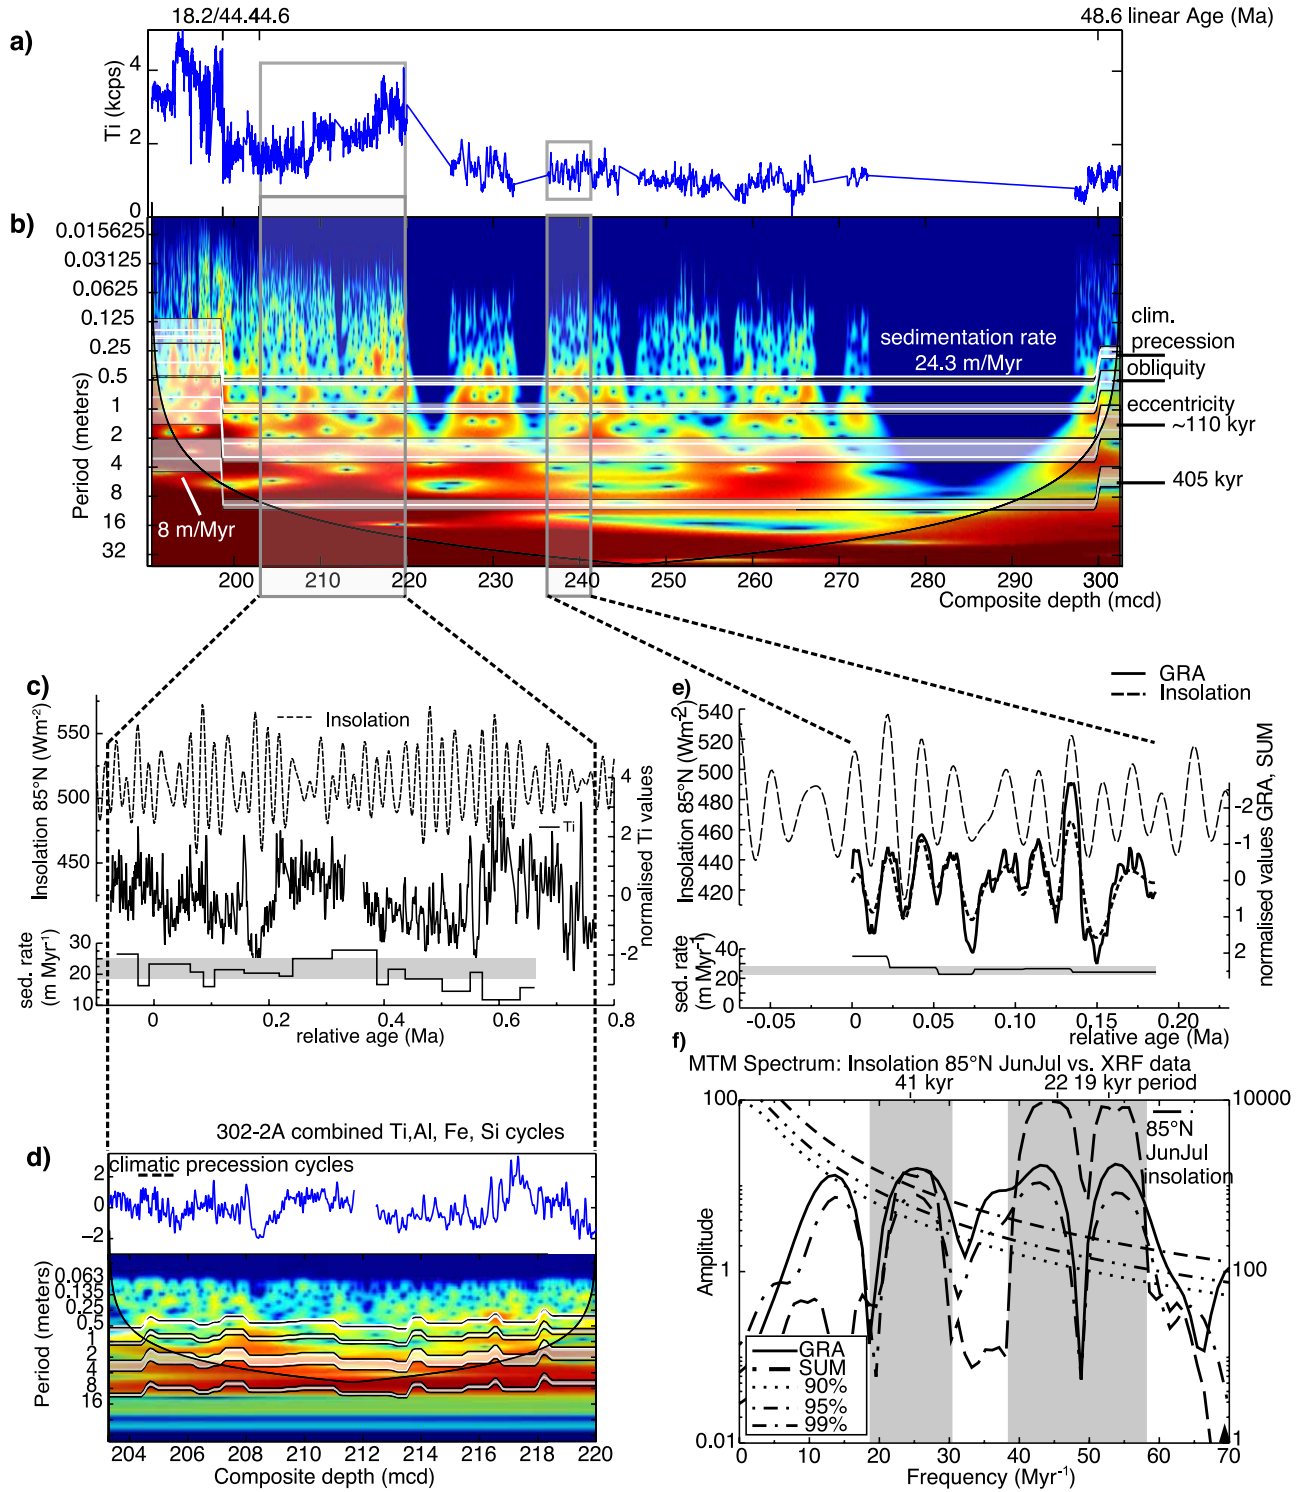 18.2/44.4 44.6
48.6 linear Age (Ma)
a)
Ti (kcps)
4
2
0
b)
0.015625
0.03125
0.0625
0.125
0.25
0.5
1
2
4
8
16
32
Period (meters)
sedimentation rate
24.3 m/Myr
8 m/Myr
clim.
precession
obliquity
eccentricity
~110 kyr
405 kyr
200 210 220 230 240 250 260 270 280 290 300
Composite depth (mcd)
c)
Insolation 85°N (Wm-2)
550
500
450
Insolation
Ti
4
2
0
-2
normalised Ti values
sed. rate
(m Myr-1)
30
20
10
0 0.2 0.4 0.6 0.8
relative age (Ma)
e)
GRA
Insolation
Insolation 85°N (Wm-2)
540
520
500
480
460
440
420
-2
-1
0
1
2
normalised values GRA, SUM
sed. rate
(m Myr-1)
40
30
20
10
0
-0.05 0 0.05 0.10 0.15 0.20
relative age (Ma)
302-2A combined Ti,Al, Fe, Si cycles
d)
climatic precession cycles
2
0
-2
0.063
0.135
0.25
0.5
1
2
4
8
16
Period (meters)
204 206 208 210 212 214 216 218 220
Composite depth (mcd)
f)
MTM Spectrum: Insolation 85°N JunJul vs. XRF data
41 kyr
22 19 kyr period
100
1
0.01
Amplitude
10000
100
1
85°N
JunJul
insolation
GRA
SUM
90%
95%
99%
0 10 20 30 40 50 60 70
Frequency (Myr-1)